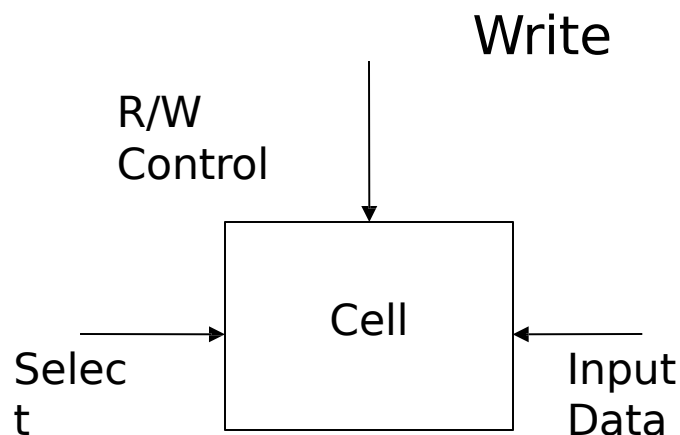 Write
R/W
Control
Cell
Selec
t
Input
Data